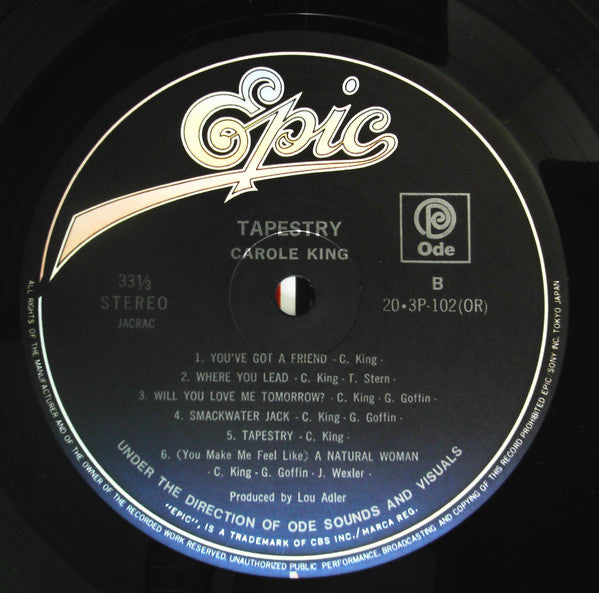 Epic
TAPESTRY
CAROLE KING
Ode
33⅓
STEREO
JACRAC
B
20·3P-102(OR)
1. YOU'VE GOT A FRIEND - C. King -
2. WHERE YOU LEAD - C. King - T. Stern -
3. WILL YOU LOVE ME TOMORROW? - C. King - G. Goffin -
4. SMACKWATER JACK - C. King - G. Goffin -
5. TAPESTRY - C. King -
6. (You Make Me Feel Like) A NATURAL WOMAN
- C. King - G. Goffin - J. Wexler -
Produced by Lou Adler
UNDER THE DIRECTION OF ODE SOUNDS AND VISUALS
"EPIC", IS A TRADEMARK OF CBS INC./MARCA REG.
ALL RIGHTS OF THE MANUFACTURER AND OF THE OWNER OF THE RECORDED WORK RESERVED, UNAUTHORIZED PUBLIC PERFORMANCE, BROADCASTING AND COPYING OF THIS RECORD PROHIBITED EPIC/SONY INC. TOKYO JAPAN